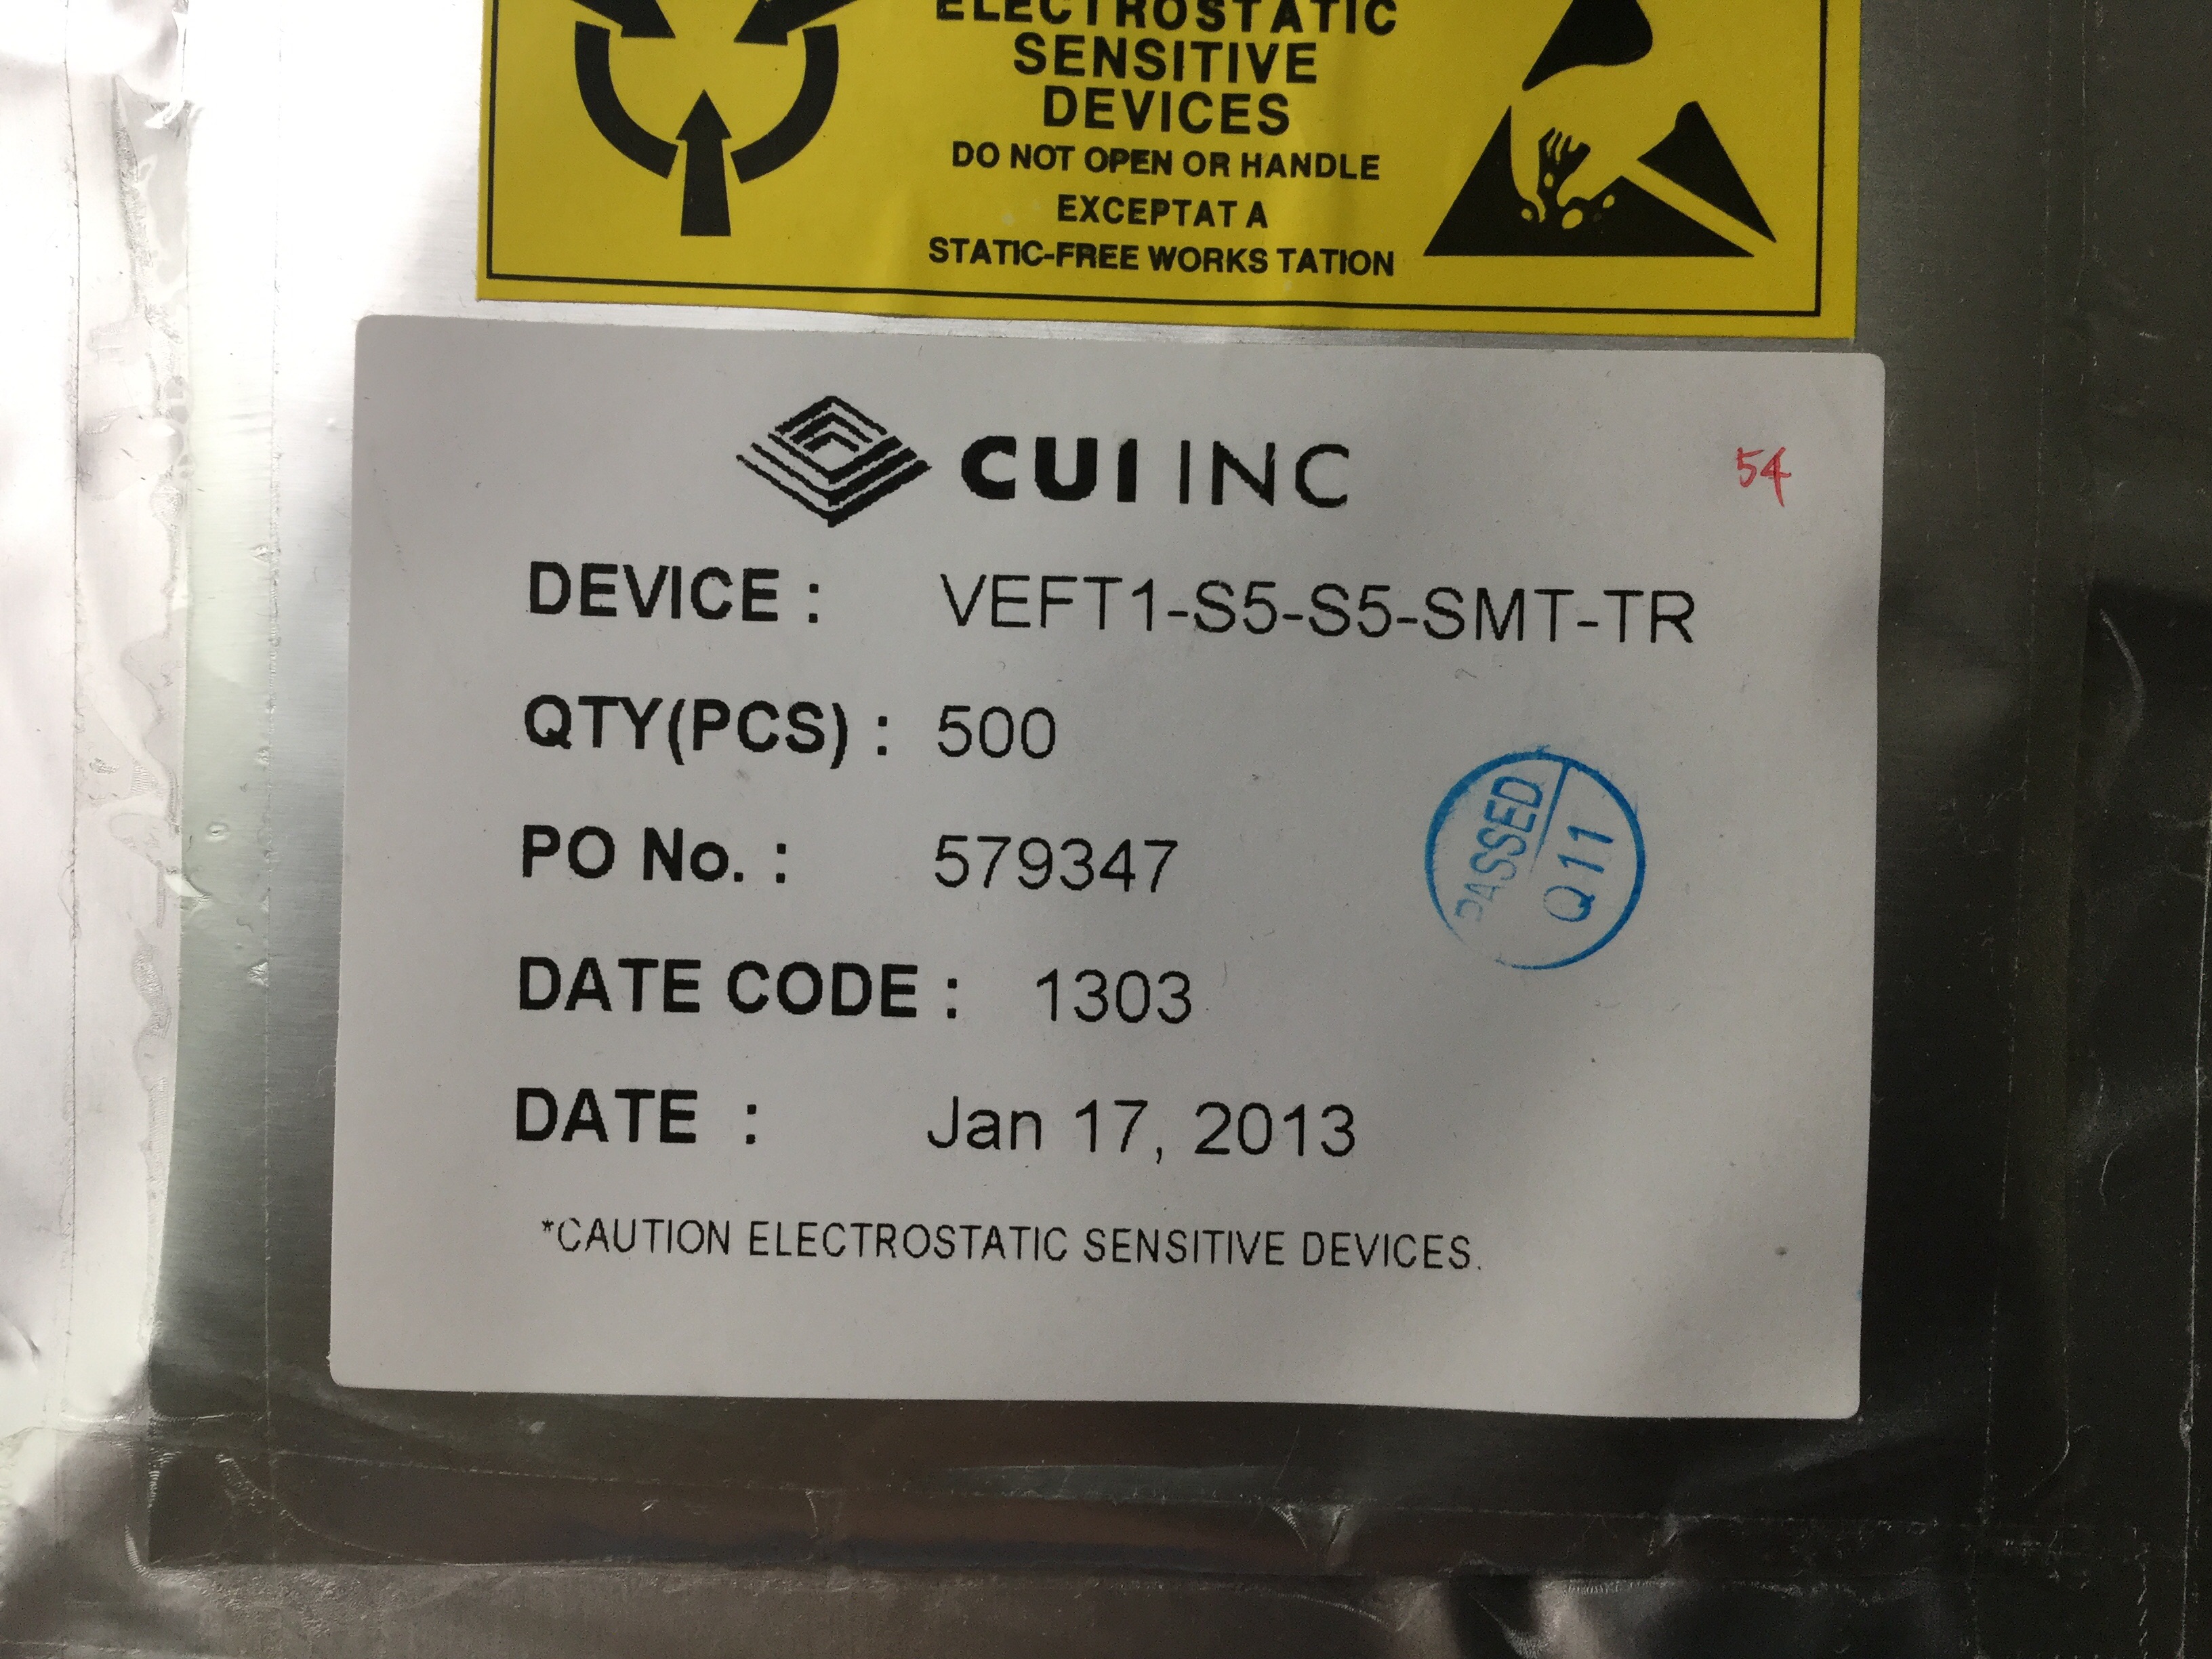 ELECTROSTATIC
SENSITIVE
DEVICES
DO NOT OPEN OR HANDLE
EXCEPTAT A
STATIC-FREE WORKS TATION
CUI INC
54
DEVICE : VEFT1-S5-S5-SMT-TR
QTY(PCS) : 500
PO No. : 579347
PASSED
Q11
DATE CODE : 1303
DATE : Jan 17, 2013
*CAUTION ELECTROSTATIC SENSITIVE DEVICES.